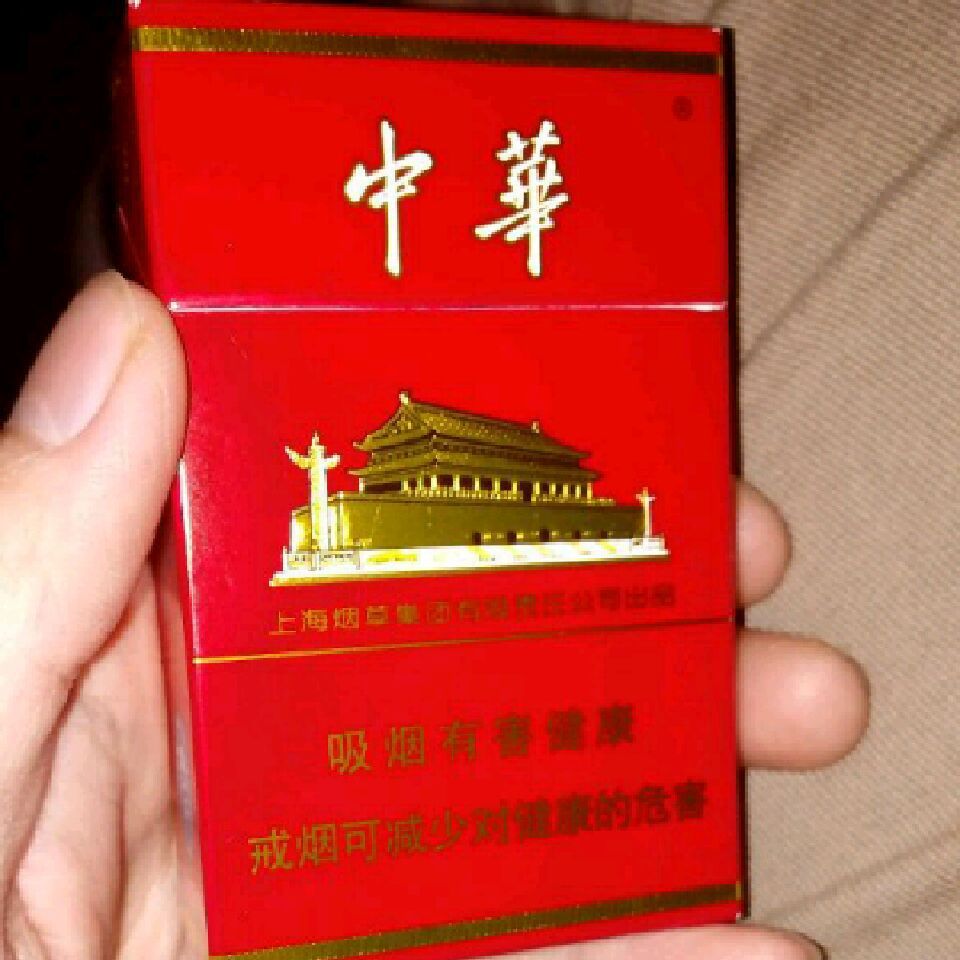 中華
上海烟草集团有限责任公司出品
吸烟有害健康
戒烟可减少对健康的危害